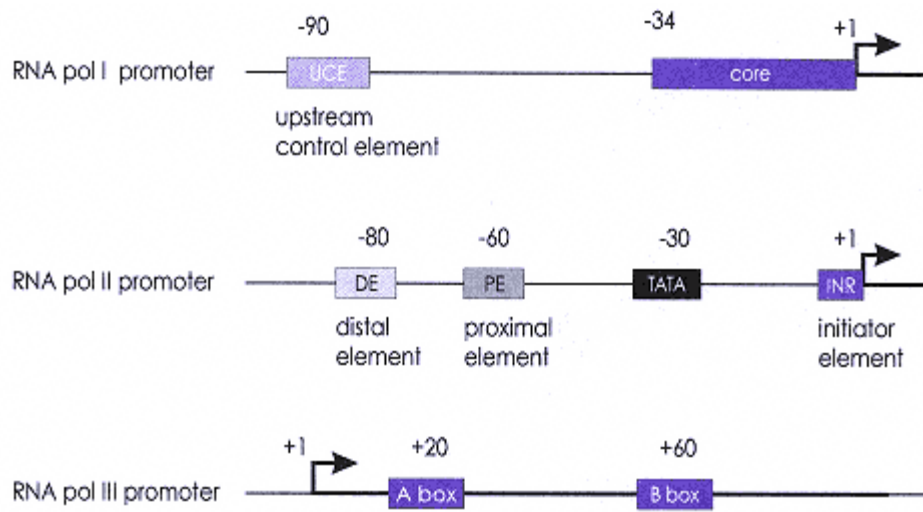 -90 -34 +1
RNA pol I promoter UCE core
upstream
control element
-80 -60 -30 +1
RNA pol II promoter DE PE TATA INR
distal proximal initiator
element element element
+1 +20 +60
RNA pol III promoter A box B box